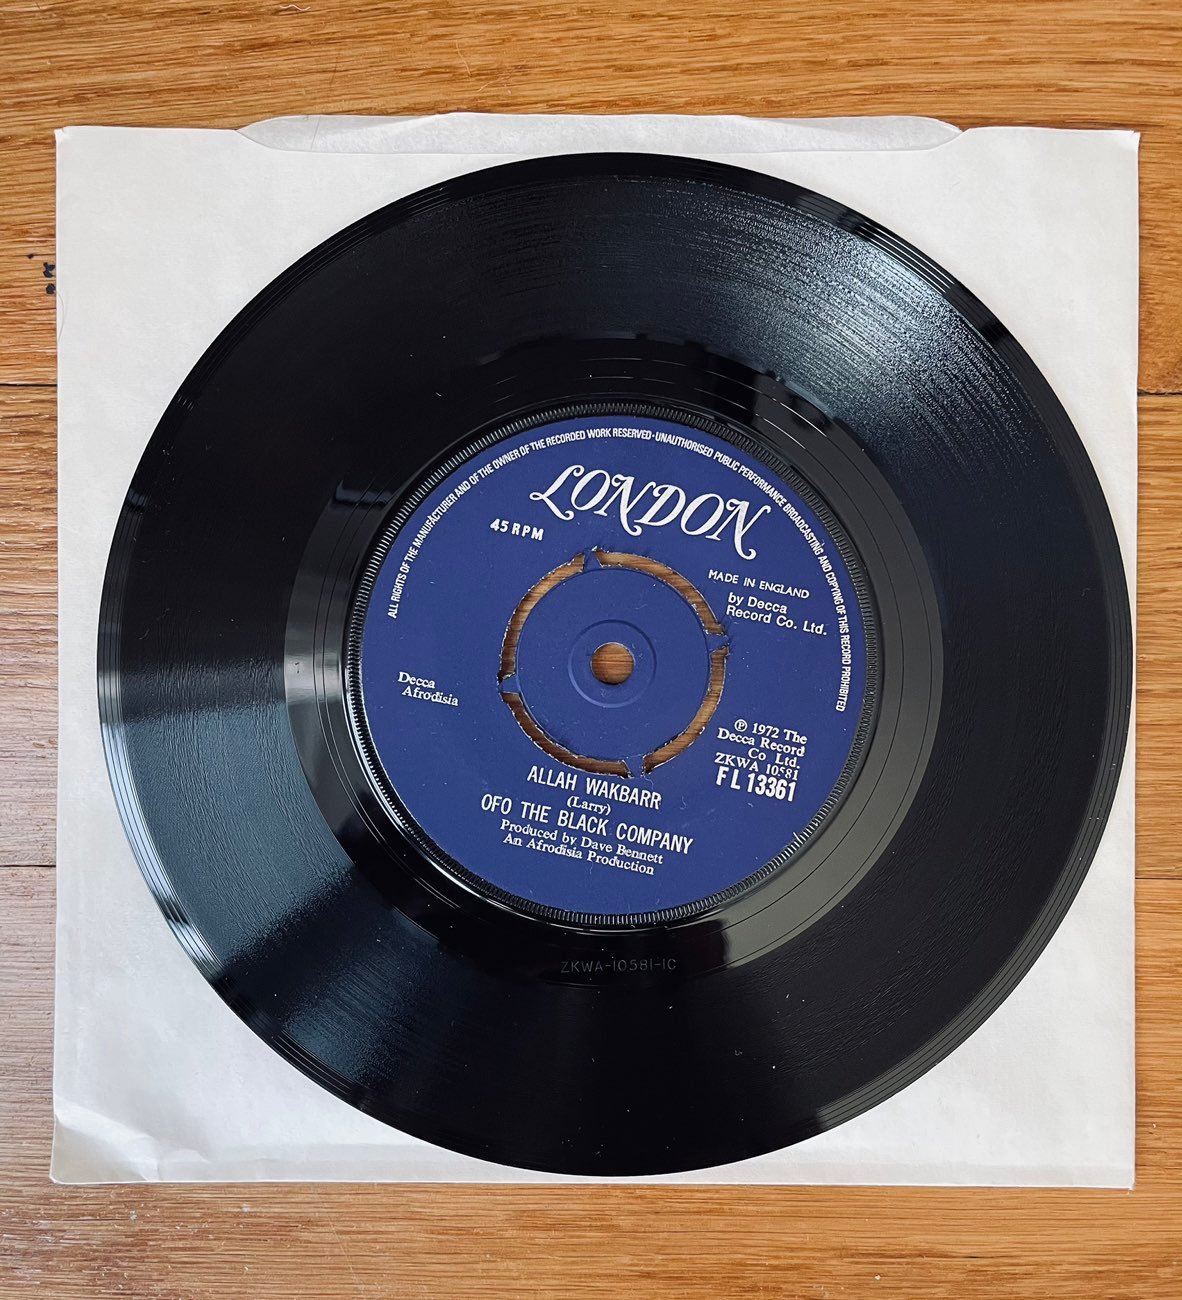 ALL RIGHTS OF THE MANUFACTURER AND OF THE OWNER OF THE RECORDED WORK RESERVED · UNAUTHORISED PUBLIC PERFORMANCE BROADCASTING AND COPYING OF THIS RECORD PROHIBITED
LONDON
45 RPM
MADE IN ENGLAND
by Decca
Record Co. Ltd.
Decca
Afrodisia
℗ 1972 The
Decca Record
Co Ltd.
ZKWA 10581
FL 13361
ALLAH WAKBARR
(Larry)
OFO THE BLACK COMPANY
Produced by Dave Bennett
An Afrodisia Production
ZKWA-10581-1C